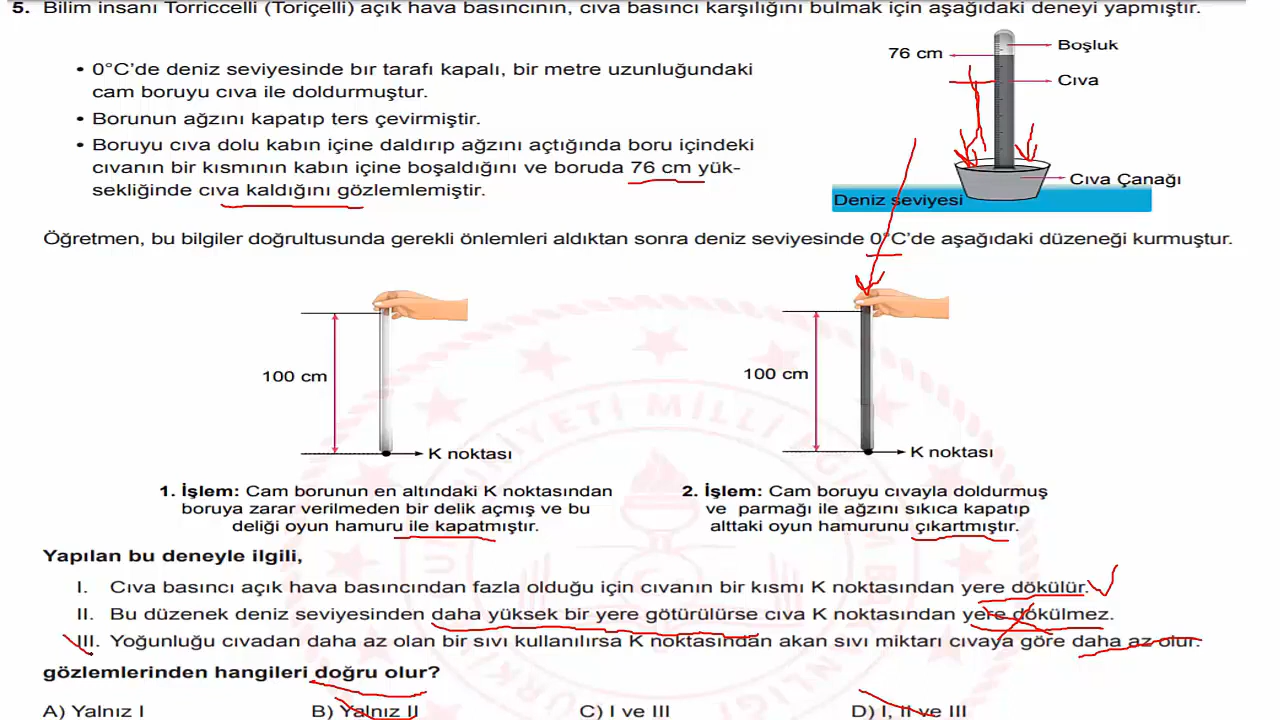 5. Bilim insanı Torriccelli (Toriçelli) açık hava basıncının, cıva basıncı karşılığını bulmak için aşağıdaki deneyi yapmıştır.
• 0°C'de deniz seviyesinde bır tarafı kapalı, bir metre uzunluğundaki
cam boruyu cıva ile doldurmuştur.
• Borunun ağzını kapatıp ters çevirmiştir.
• Boruyu cıva dolu kabın içine daldırıp ağzını açtığında boru içindeki
cıvanın bir kısmının kabın içine boşaldığını ve boruda 76 cm yük-
sekliğinde cıva kaldığını gözlemlemiştir.
76 cm
Boşluk
Cıva
Cıva Çanağı
Deniz seviyesi
Öğretmen, bu bilgiler doğrultusunda gerekli önlemleri aldıktan sonra deniz seviyesinde 0°C'de aşağıdaki düzeneği kurmuştur.
100 cm
K noktası
100 cm
K noktası
1. İşlem: Cam borunun en altındaki K noktasından
boruya zarar verilmeden bir delik açmış ve bu
deliği oyun hamuru ile kapatmıştır.
2. İşlem: Cam boruyu cıvayla doldurmuş
ve parmağı ile ağzını sıkıca kapatıp
alttaki oyun hamurunu çıkartmıştır.
Yapılan bu deneyle ilgili,
I. Cıva basıncı açık hava basıncından fazla olduğu için cıvanın bir kısmı K noktasından yere dökülür.
II. Bu düzenek deniz seviyesinden daha yüksek bir yere götürülürse cıva K noktasından yere dökülmez.
III. Yoğunluğu cıvadan daha az olan bir sıvı kullanılırsa K noktasından akan sıvı miktarı cıvaya göre daha az olur.
gözlemlerinden hangileri doğru olur?
A) Yalnız I
B) Yalnız II
C) I ve III
D) I, II ve III